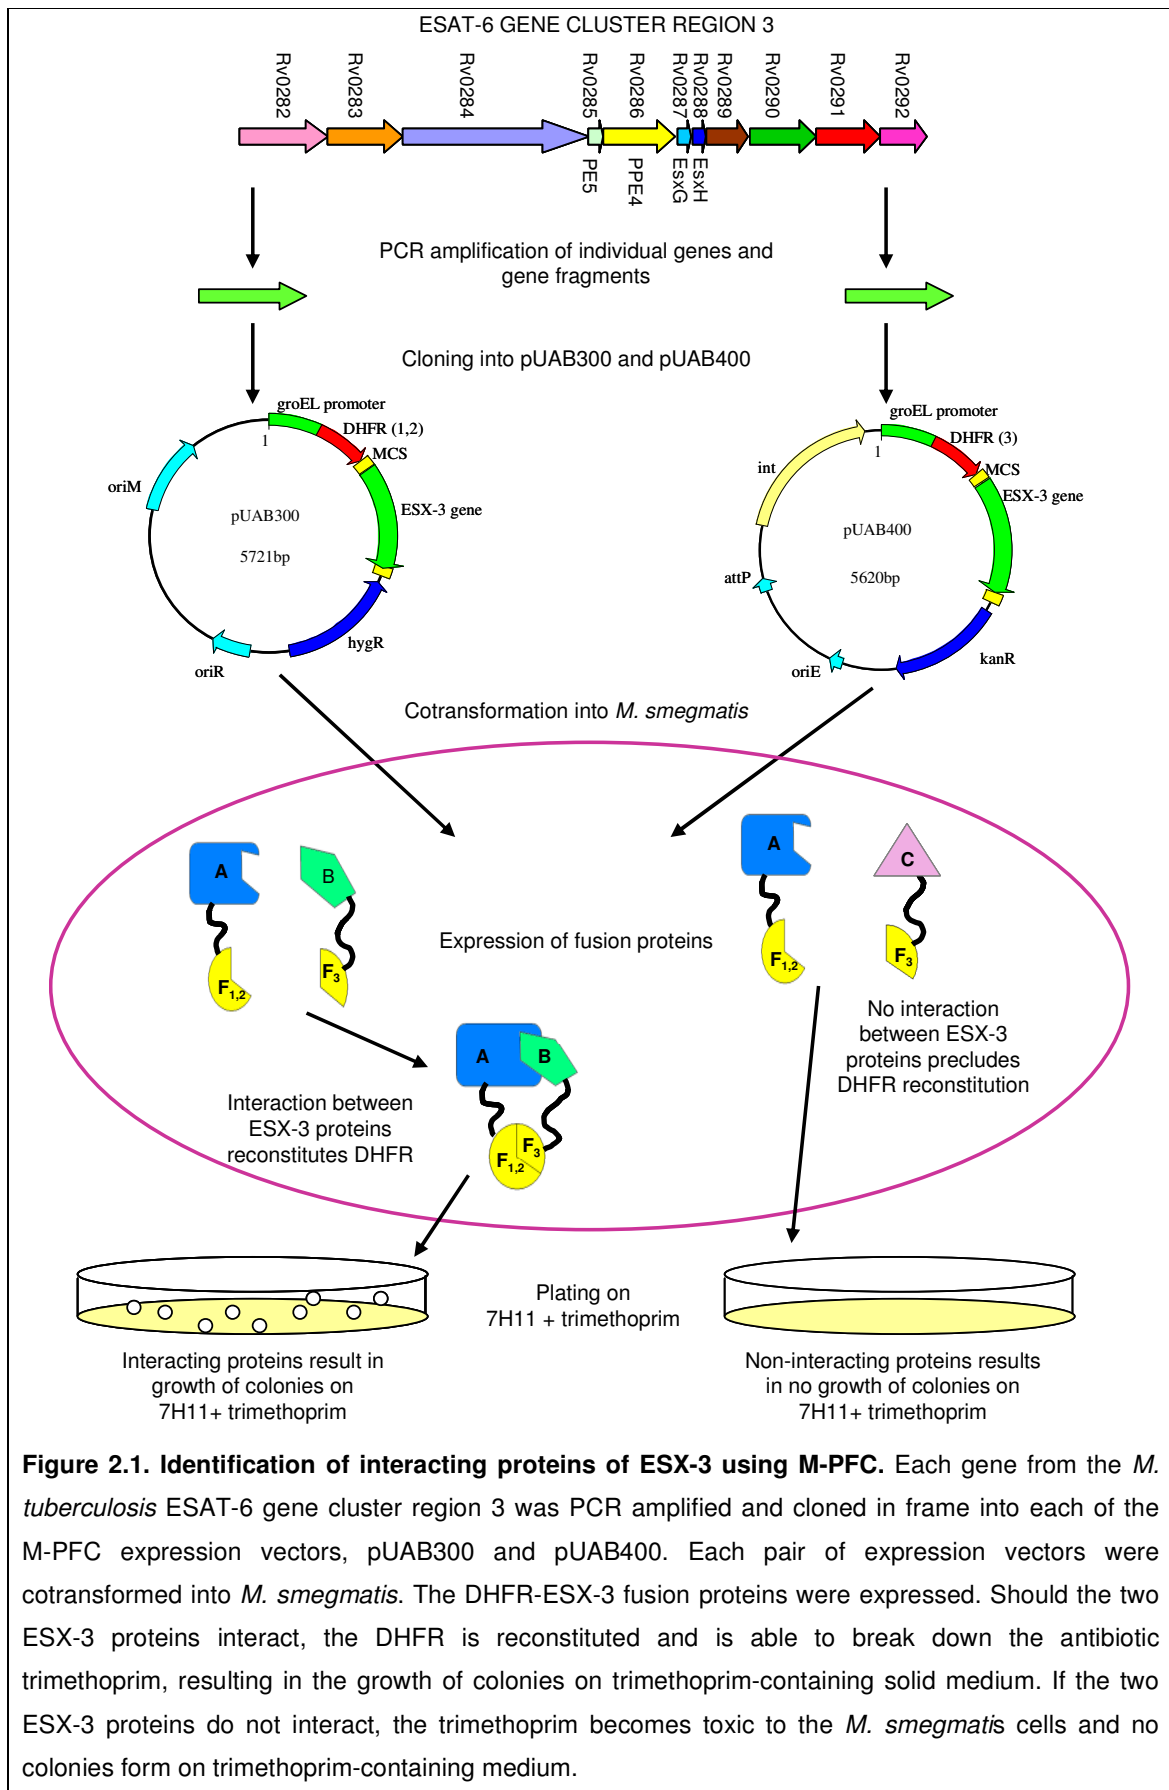 ESAT-6 GENE CLUSTER REGION 3
Rv0282
Rv0283
Rv0284
Rv0285
Rv0286
Rv0287
Rv0288
Rv0289
Rv0290
Rv0291
Rv0292
PE5
PPE4
EsxG
EsxH
PCR amplification of individual genes and
gene fragments
Cloning into pUAB300 and pUAB400
groEL promoter
DHFR (1,2)
1
MCS
oriM
ESX-3 gene
pUAB300
5721bp
hygR
oriR
groEL promoter
DHFR (3)
1
int
MCS
ESX-3 gene
pUAB400
attP
5620bp
oriE
kanR
Cotransformation into M. smegmatis
A
B
F1,2
F3
Expression of fusion proteins
A
C
F1,2
F3
No interaction
between ESX-3
proteins precludes
DHFR reconstitution
A
B
F1,2
F3
Interaction between
ESX-3 proteins
reconstitutes DHFR
Plating on
7H11 + trimethoprim
Interacting proteins result in
growth of colonies on
7H11+ trimethoprim
Non-interacting proteins results
in no growth of colonies on
7H11+ trimethoprim
Figure 2.1. Identification of interacting proteins of ESX-3 using M-PFC. Each gene from the M.
tuberculosis ESAT-6 gene cluster region 3 was PCR amplified and cloned in frame into each of the
M-PFC expression vectors, pUAB300 and pUAB400. Each pair of expression vectors were
cotransformed into M. smegmatis. The DHFR-ESX-3 fusion proteins were expressed. Should the two
ESX-3 proteins interact, the DHFR is reconstituted and is able to break down the antibiotic
trimethoprim, resulting in the growth of colonies on trimethoprim-containing solid medium. If the two
ESX-3 proteins do not interact, the trimethoprim becomes toxic to the M. smegmatis cells and no
colonies form on trimethoprim-containing medium.